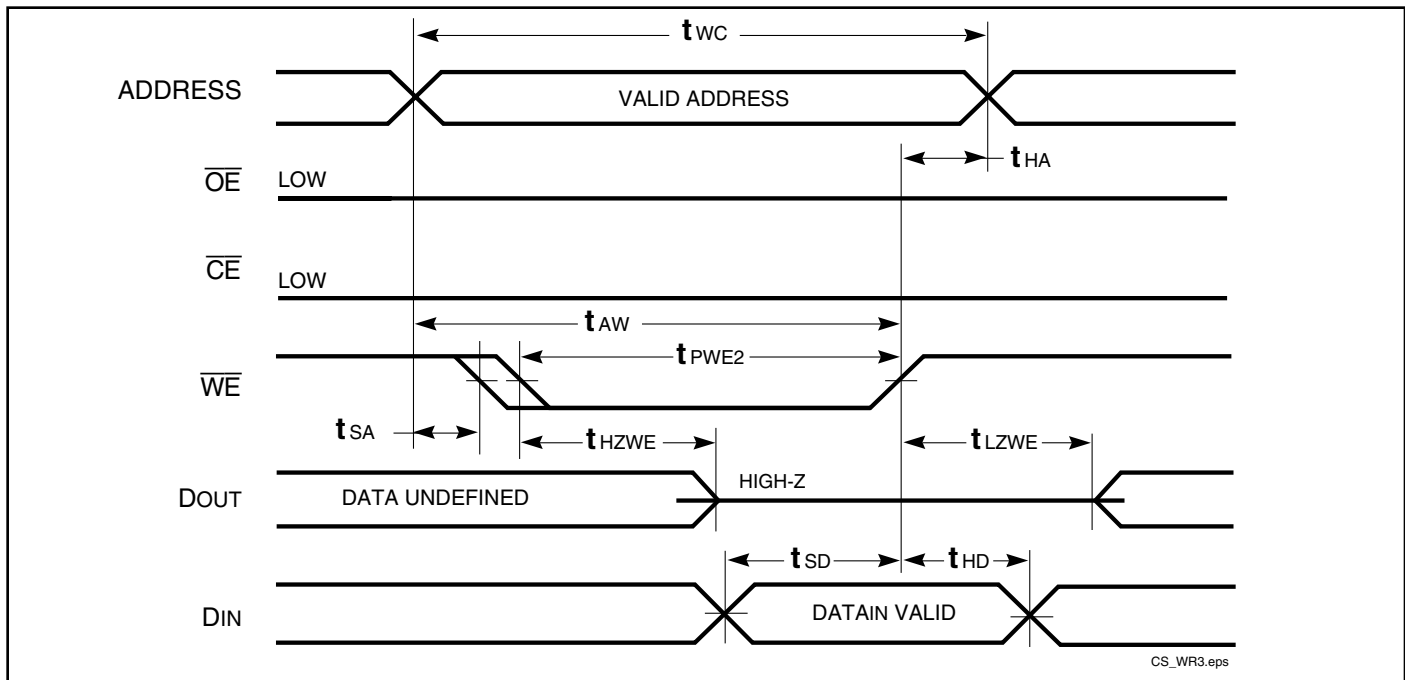 tWC
ADDRESS
VALID ADDRESS
tHA
OE
LOW
CE
LOW
tAW
tPWE2
WE
tSA
tHZWE
tLZWE
HIGH-Z
DOUT
DATA UNDEFINED
tSD
tHD
DIN
DATAIN VALID
CS_WR3.eps